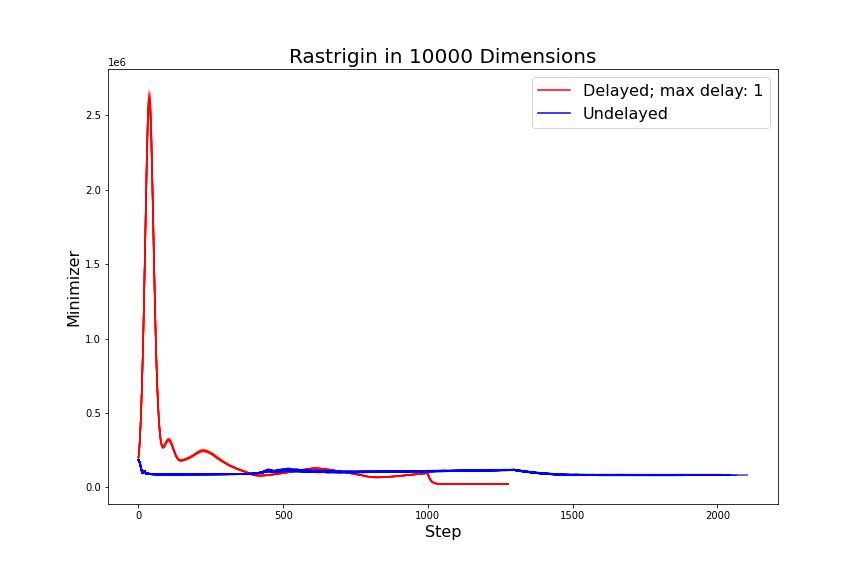 Rastrigin in 10000 Dimensions
1e6
Delayed; max delay: 1
Undelayed
2.5
2.0
1.5
1.0
0.5
0.0
Minimizer
0
500
1000
1500
2000
Step